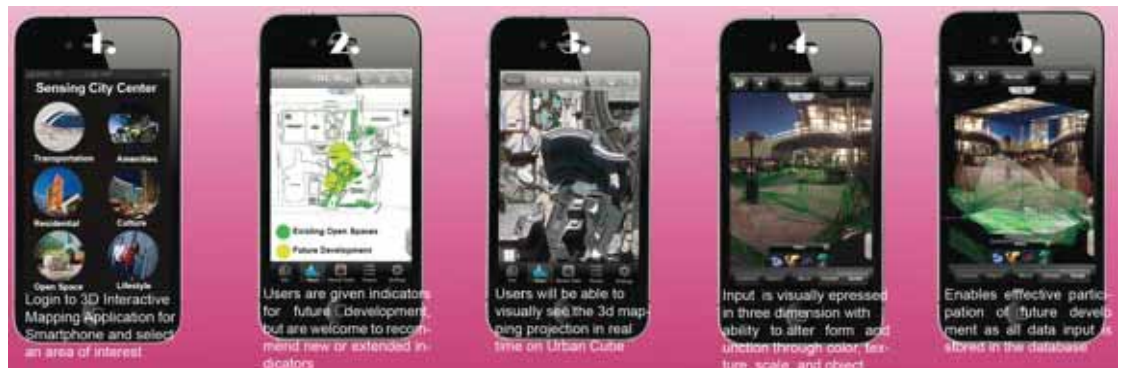 1.
Sensing City Center
Transportation Amenities
Residential Culture
Open Space Lifestyle
Login to 3D Interactive
Mapping Application for
Smartphone and select
an area of interest
2.
Existing Open Spaces
Future Development
Users are given indicators
for future development,
but are welcome to recom-
mend new or extended in-
dicators
3.
Users will be able to
visually see the 3d map-
ping projection in real
time on Urban Cube
4.
Input is visually epressed
in three dimension with
ability to alter form and
unction through color, tex-
ture, scale, and object
5.
Enables effective partici-
pation of future develop
ment as all data input is
stored in the database